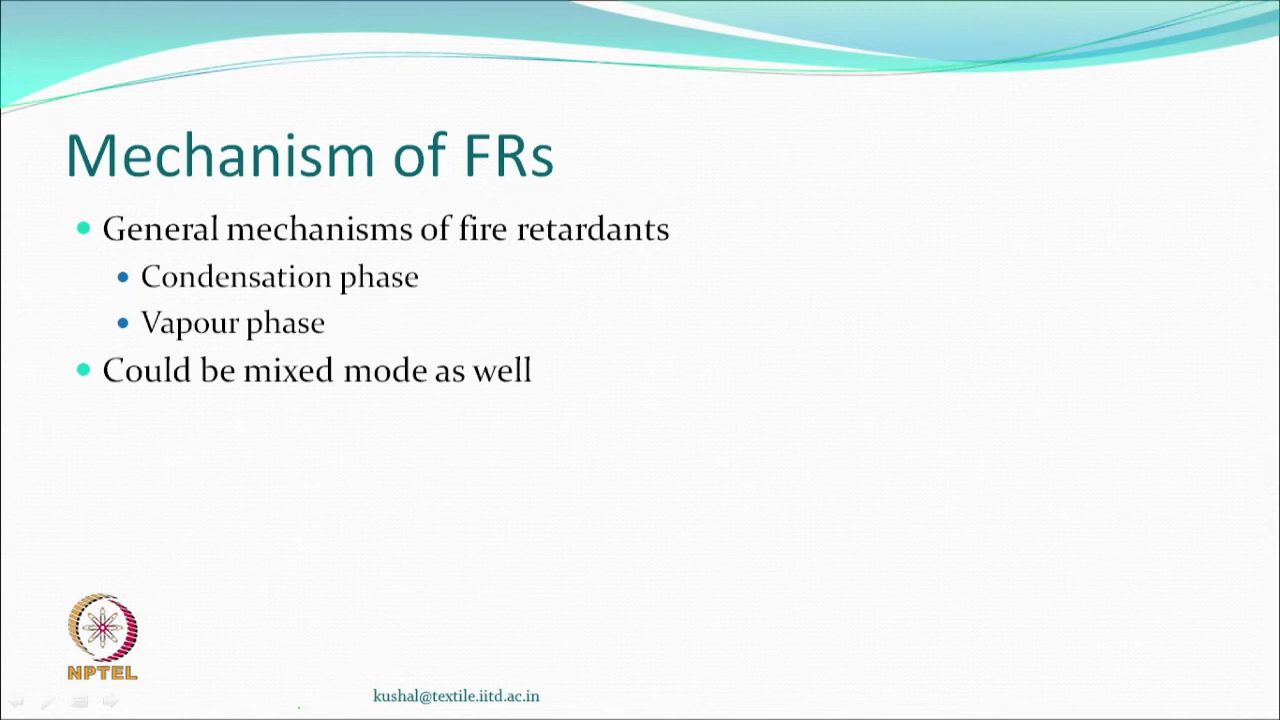 Mechanism of FRs
General mechanisms of fire retardants
Condensation phase
Vapour phase
Could be mixed mode as well
NPTEL
kushal@textile.iitd.ac.in